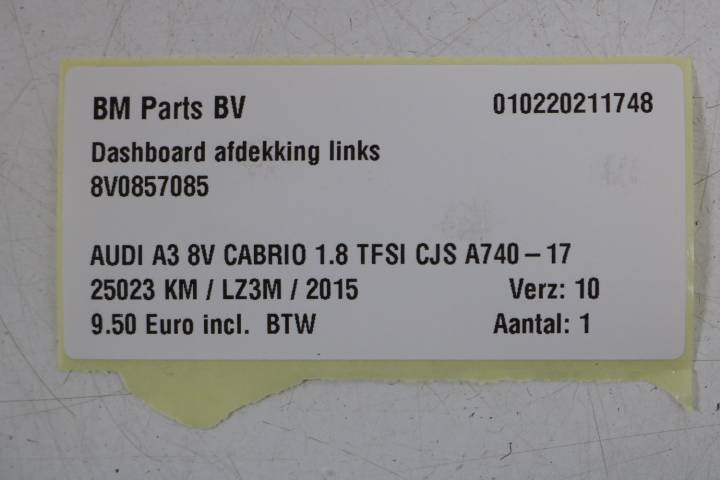 BM Parts BV 010220211748
Dashboard afdekking links
8V0857085
AUDI A3 8V CABRIO 1.8 TFSI CJS A740-17
25023 KM / LZ3M / 2015 Verz: 10
9.50 Euro incl. BTW Aantal: 1